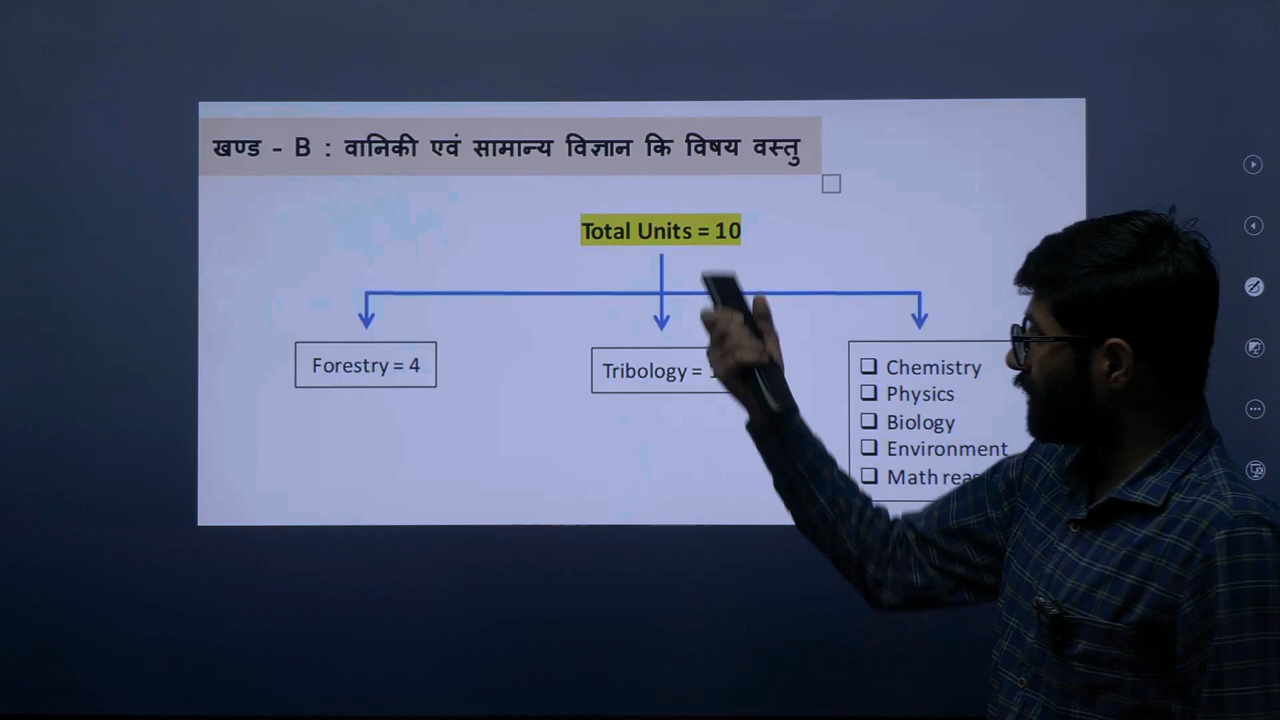 खण्ड - B : वानिकी एवं सामान्य विज्ञान कि विषय वस्तु
Total Units = 10
Forestry = 4
Tribology =
❑ Chemistry
❑ Physics
❑ Biology
❑ Environment
❑ Math